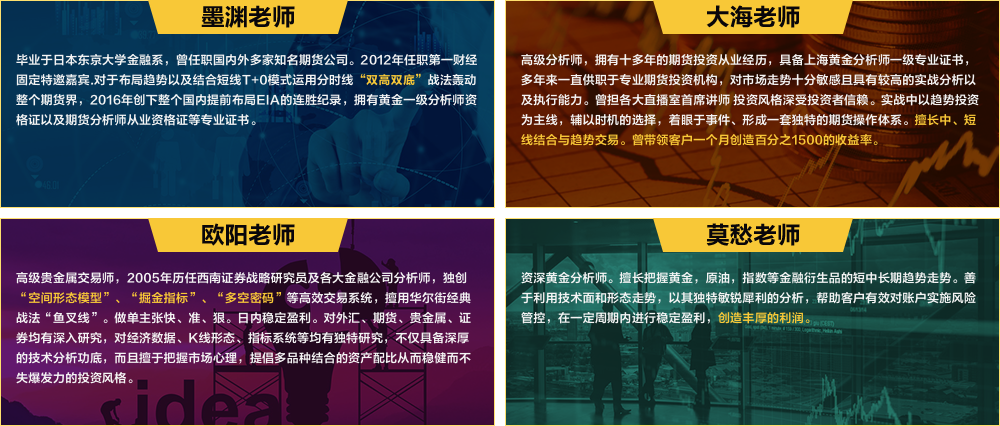 墨渊老师
毕业于日本东京大学金融系，曾任职国内外多家知名期货公司。2012年任职第一财经
固定特邀嘉宾.对于布局趋势以及结合短线T+0模式运用分时线“双高双底”战法轰动
整个期货界，2016年创下整个国内提前布局EIA的连胜纪录，拥有黄金一级分析师资
格证以及期货分析师从业资格证等专业证书。
大海老师
高级分析师，拥有十多年的期货投资从业经历，具备上海黄金分析师一级专业证书，
多年来一直供职于专业期货投资机构，对市场走势十分敏感且具有较高的实战分析以
及执行能力。曾担各大直播室首席讲师 投资风格深受投资者信赖。实战中以趋势投资
为主线，辅以时机的选择，着眼于事件、形成一套独特的期货操作体系。擅长中、短
线结合与趋势交易。曾带领客户一个月创造百分之1500的收益率。
欧阳老师
高级贵金属交易师，2005年历任西南证券战略研究员及各大金融公司分析师，独创
“空间形态模型”、“掘金指标”、“多空密码”等高效交易系统，擅用华尔街经典
战法“鱼叉线”。做单主张快、准、狠。日内稳定盈利。对外汇、期货、贵金属、证
券均有深入研究，对经济数据、K线形态、指标系统等均有独特研究，不仅具备深厚
的技术分析功底，而且擅于把握市场心理，提倡多品种结合的资产配比从而稳健而不
失爆发力的投资风格。
idea
莫愁老师
资深黄金分析师。擅长把握黄金，原油，指数等金融衍生品的短中长期趋势走势。善
于利用技术面和形态走势，以其独特敏锐犀利的分析，帮助客户有效对账户实施风险
管控，在一定周期内进行稳定盈利，创造丰厚的利润。